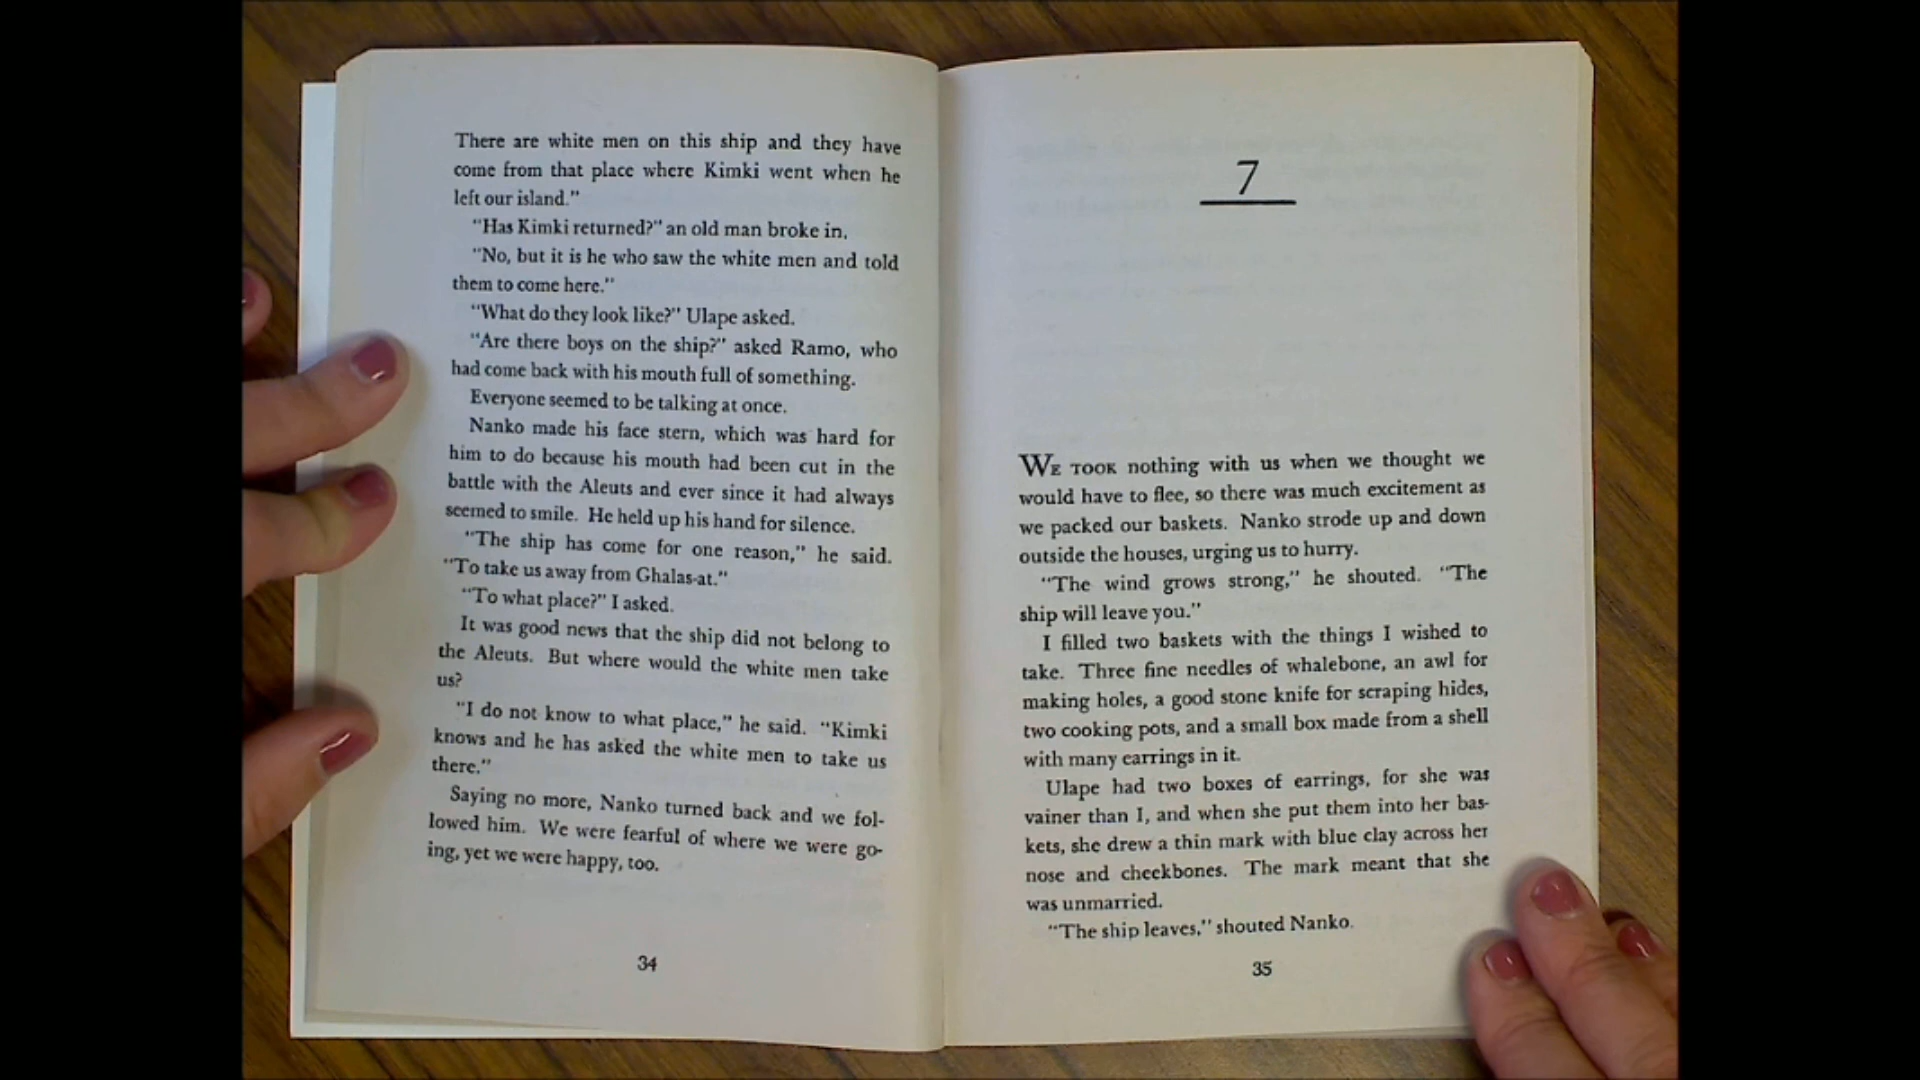 There are white men on this ship and they have
come from that place where Kimki went when he
left our island."
"Has Kimki returned?" an old man broke in.
"No, but it is he who saw the white men and told
them to come here."
"What do they look like?" Ulape asked.
"Are there boys on the ship?" asked Ramo, who
had come back with his mouth full of something.
Everyone seemed to be talking at once.
Nanko made his face stern, which was hard for
him to do because his mouth had been cut in the
battle with the Aleuts and ever since it had always
seemed to smile. He held up his hand for silence.
"The ship has come for one reason," he said.
"To take us away from Ghalas-at."
"To what place?" I asked.
It was good news that the ship did not belong to
the Aleuts. But where would the white men take
us?
"I do not know to what place," he said. "Kimki
knows and he has asked the white men to take us
there."
Saying no more, Nanko turned back and we fol-
lowed him. We were fearful of where we were go-
ing, yet we were happy, too.
34
7
WE TOOK nothing with us when we thought we
would have to flee, so there was much excitement as
we packed our baskets. Nanko strode up and down
outside the houses, urging us to hurry.
"The wind grows strong," he shouted. "The
ship will leave you."
I filled two baskets with the things I wished to
take. Three fine needles of whalebone, an awl for
making holes, a good stone knife for scraping hides,
two cooking pots, and a small box made from a shell
with many earrings in it.
Ulape had two boxes of earrings, for she was
vainer than I, and when she put them into her bas-
kets, she drew a thin mark with blue clay across her
nose and cheekbones. The mark meant that she
was unmarried.
"The ship leaves," shouted Nanko.
35